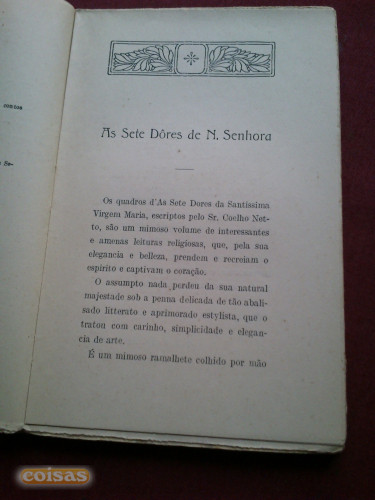 contos
Se-
As Sete Dôres de N. Senhora
Os quadros d'As Sete Dores da Santissima
Virgem Maria, escriptos pelo Sr. Coelho Net-
to, são um mimoso volume de interessantes
e amenas leituras religiosas, que, pela sua
elegancia e belleza, prendem e recreiam o
espirito e captivam o coração.
O assumpto nada perdeu da sua natural
majestade sob a penna delicada de tão abali-
sado litterato e aprimorado estylista, que o
tratou com carinho, simplicidade e elegan-
cia de arte.
É um mimoso ramalhete colhido por mão
coisas